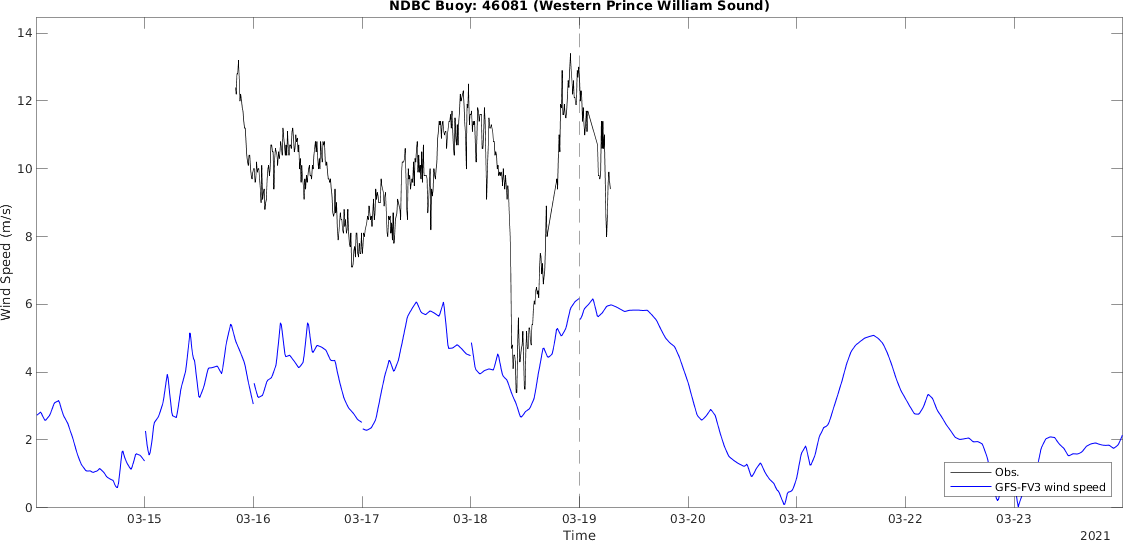 NDBC Buoy: 46081 (Western Prince William Sound)
Wind Speed (m/s)
14
12
10
8
6
4
2
0
Obs.
GFS-FV3 wind speed
03-15 03-16 03-17 03-18 03-19 03-20 03-21 03-22 03-23
Time
2021